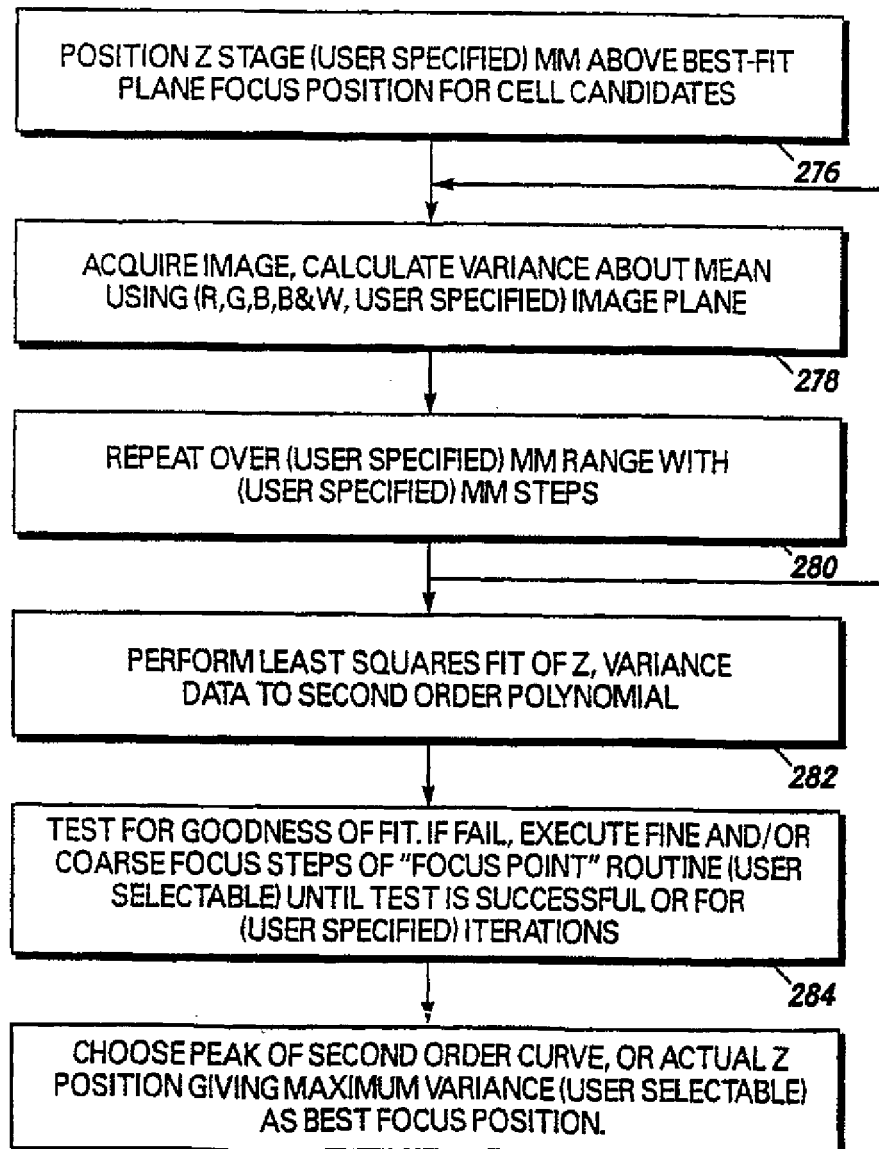 POSITION Z STAGE (USER SPECIFIED) MM ABOVE BEST-FIT
PLANE FOCUS POSITION FOR CELL CANDIDATES
276
ACQUIRE IMAGE, CALCULATE VARIANCE ABOUT MEAN
USING (R,G,B,B&W, USER SPECIFIED) IMAGE PLANE
278
REPEAT OVER (USER SPECIFIED) MM RANGE WITH
(USER SPECIFIED) MM STEPS
280
PERFORM LEAST SQUARES FIT OF Z, VARIANCE
DATA TO SECOND ORDER POLYNOMIAL
282
TEST FOR GOODNESS OF FIT. IF FAIL, EXECUTE FINE AND/OR
COARSE FOCUS STEPS OF "FOCUS POINT" ROUTINE (USER
SELECTABLE) UNTIL TEST IS SUCCESSFUL OR FOR
(USER SPECIFIED) ITERATIONS
284
CHOOSE PEAK OF SECOND ORDER CURVE, OR ACTUAL Z
POSITION GIVING MAXIMUM VARIANCE (USER SELECTABLE)
AS BEST FOCUS POSITION.